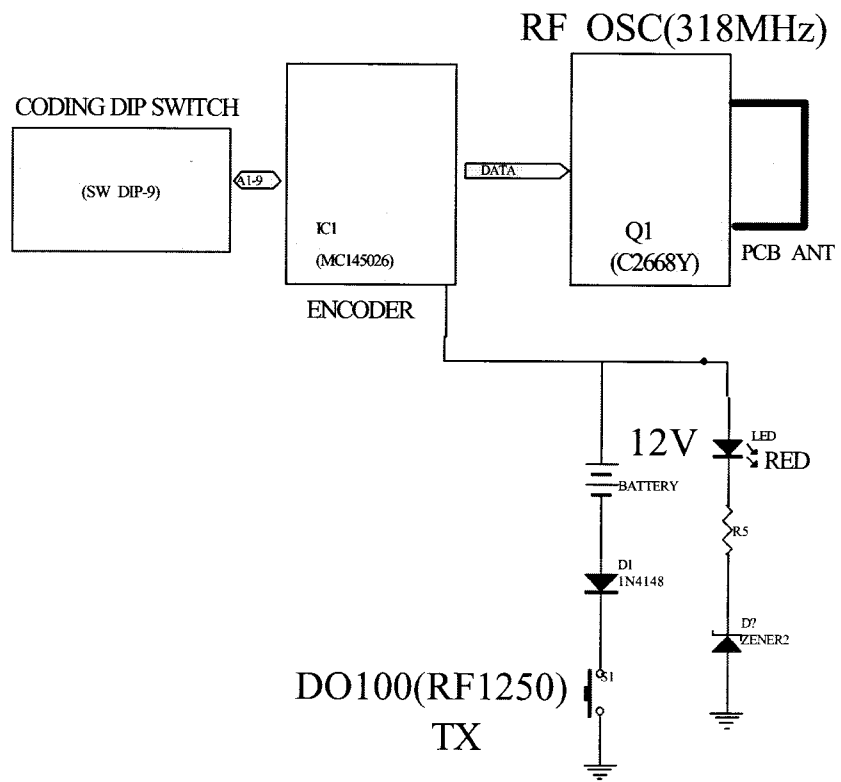 RF OSC(318MHz)
CODING DIP SWITCH
(SW DIP-9)
A1-9
IC1
(MC145026)
ENCODER
DATA
Q1
(C2668Y)
PCB ANT
12V
BATTERY
LED
RED
R5
D1
1N4148
D?
ZENER2
S1
DO100(RF1250)
TX